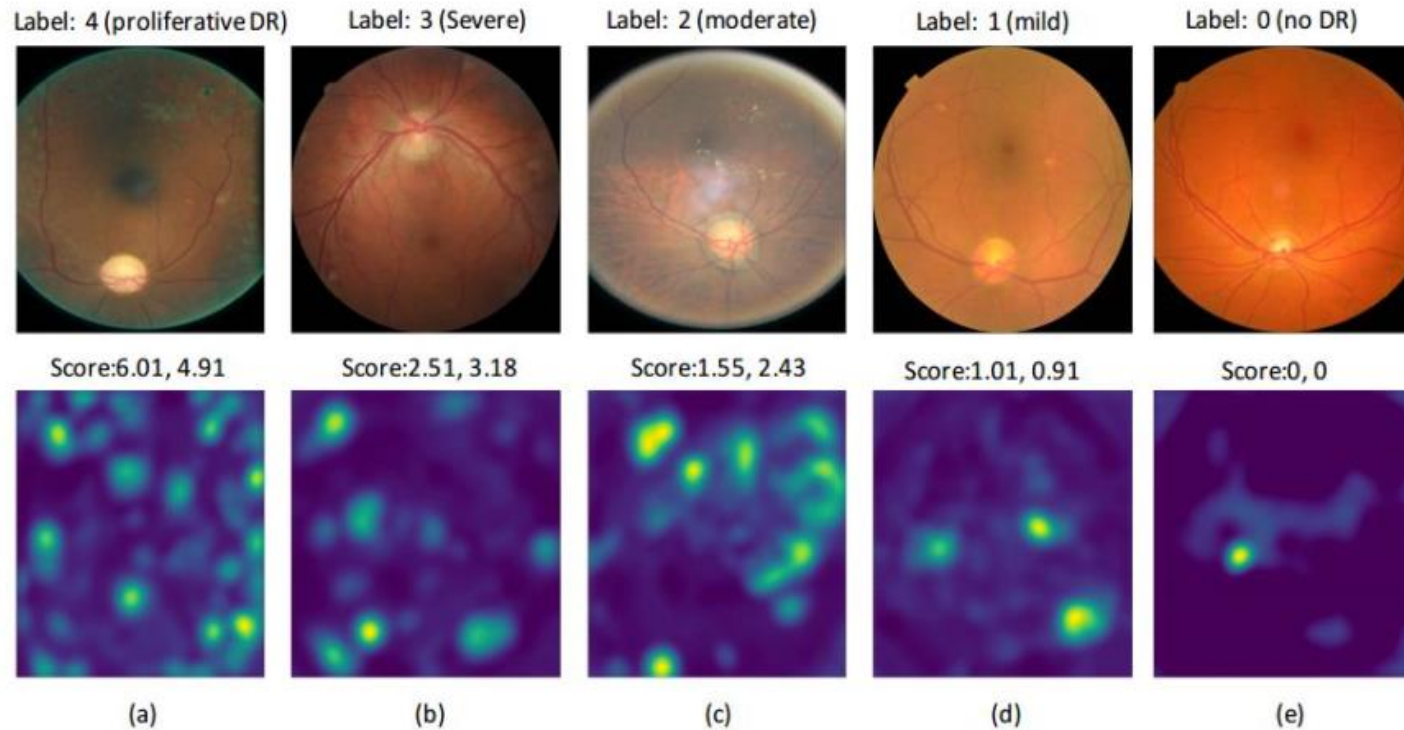 Label: 4 (proliferative DR)
Label: 3 (Severe)
Label: 2 (moderate)
Label: 1 (mild)
Label: 0 (no DR)
Score:6.01, 4.91
Score:2.51, 3.18
Score:1.55, 2.43
Score:1.01, 0.91
Score:0, 0
(a)
(b)
(c)
(d)
(e)